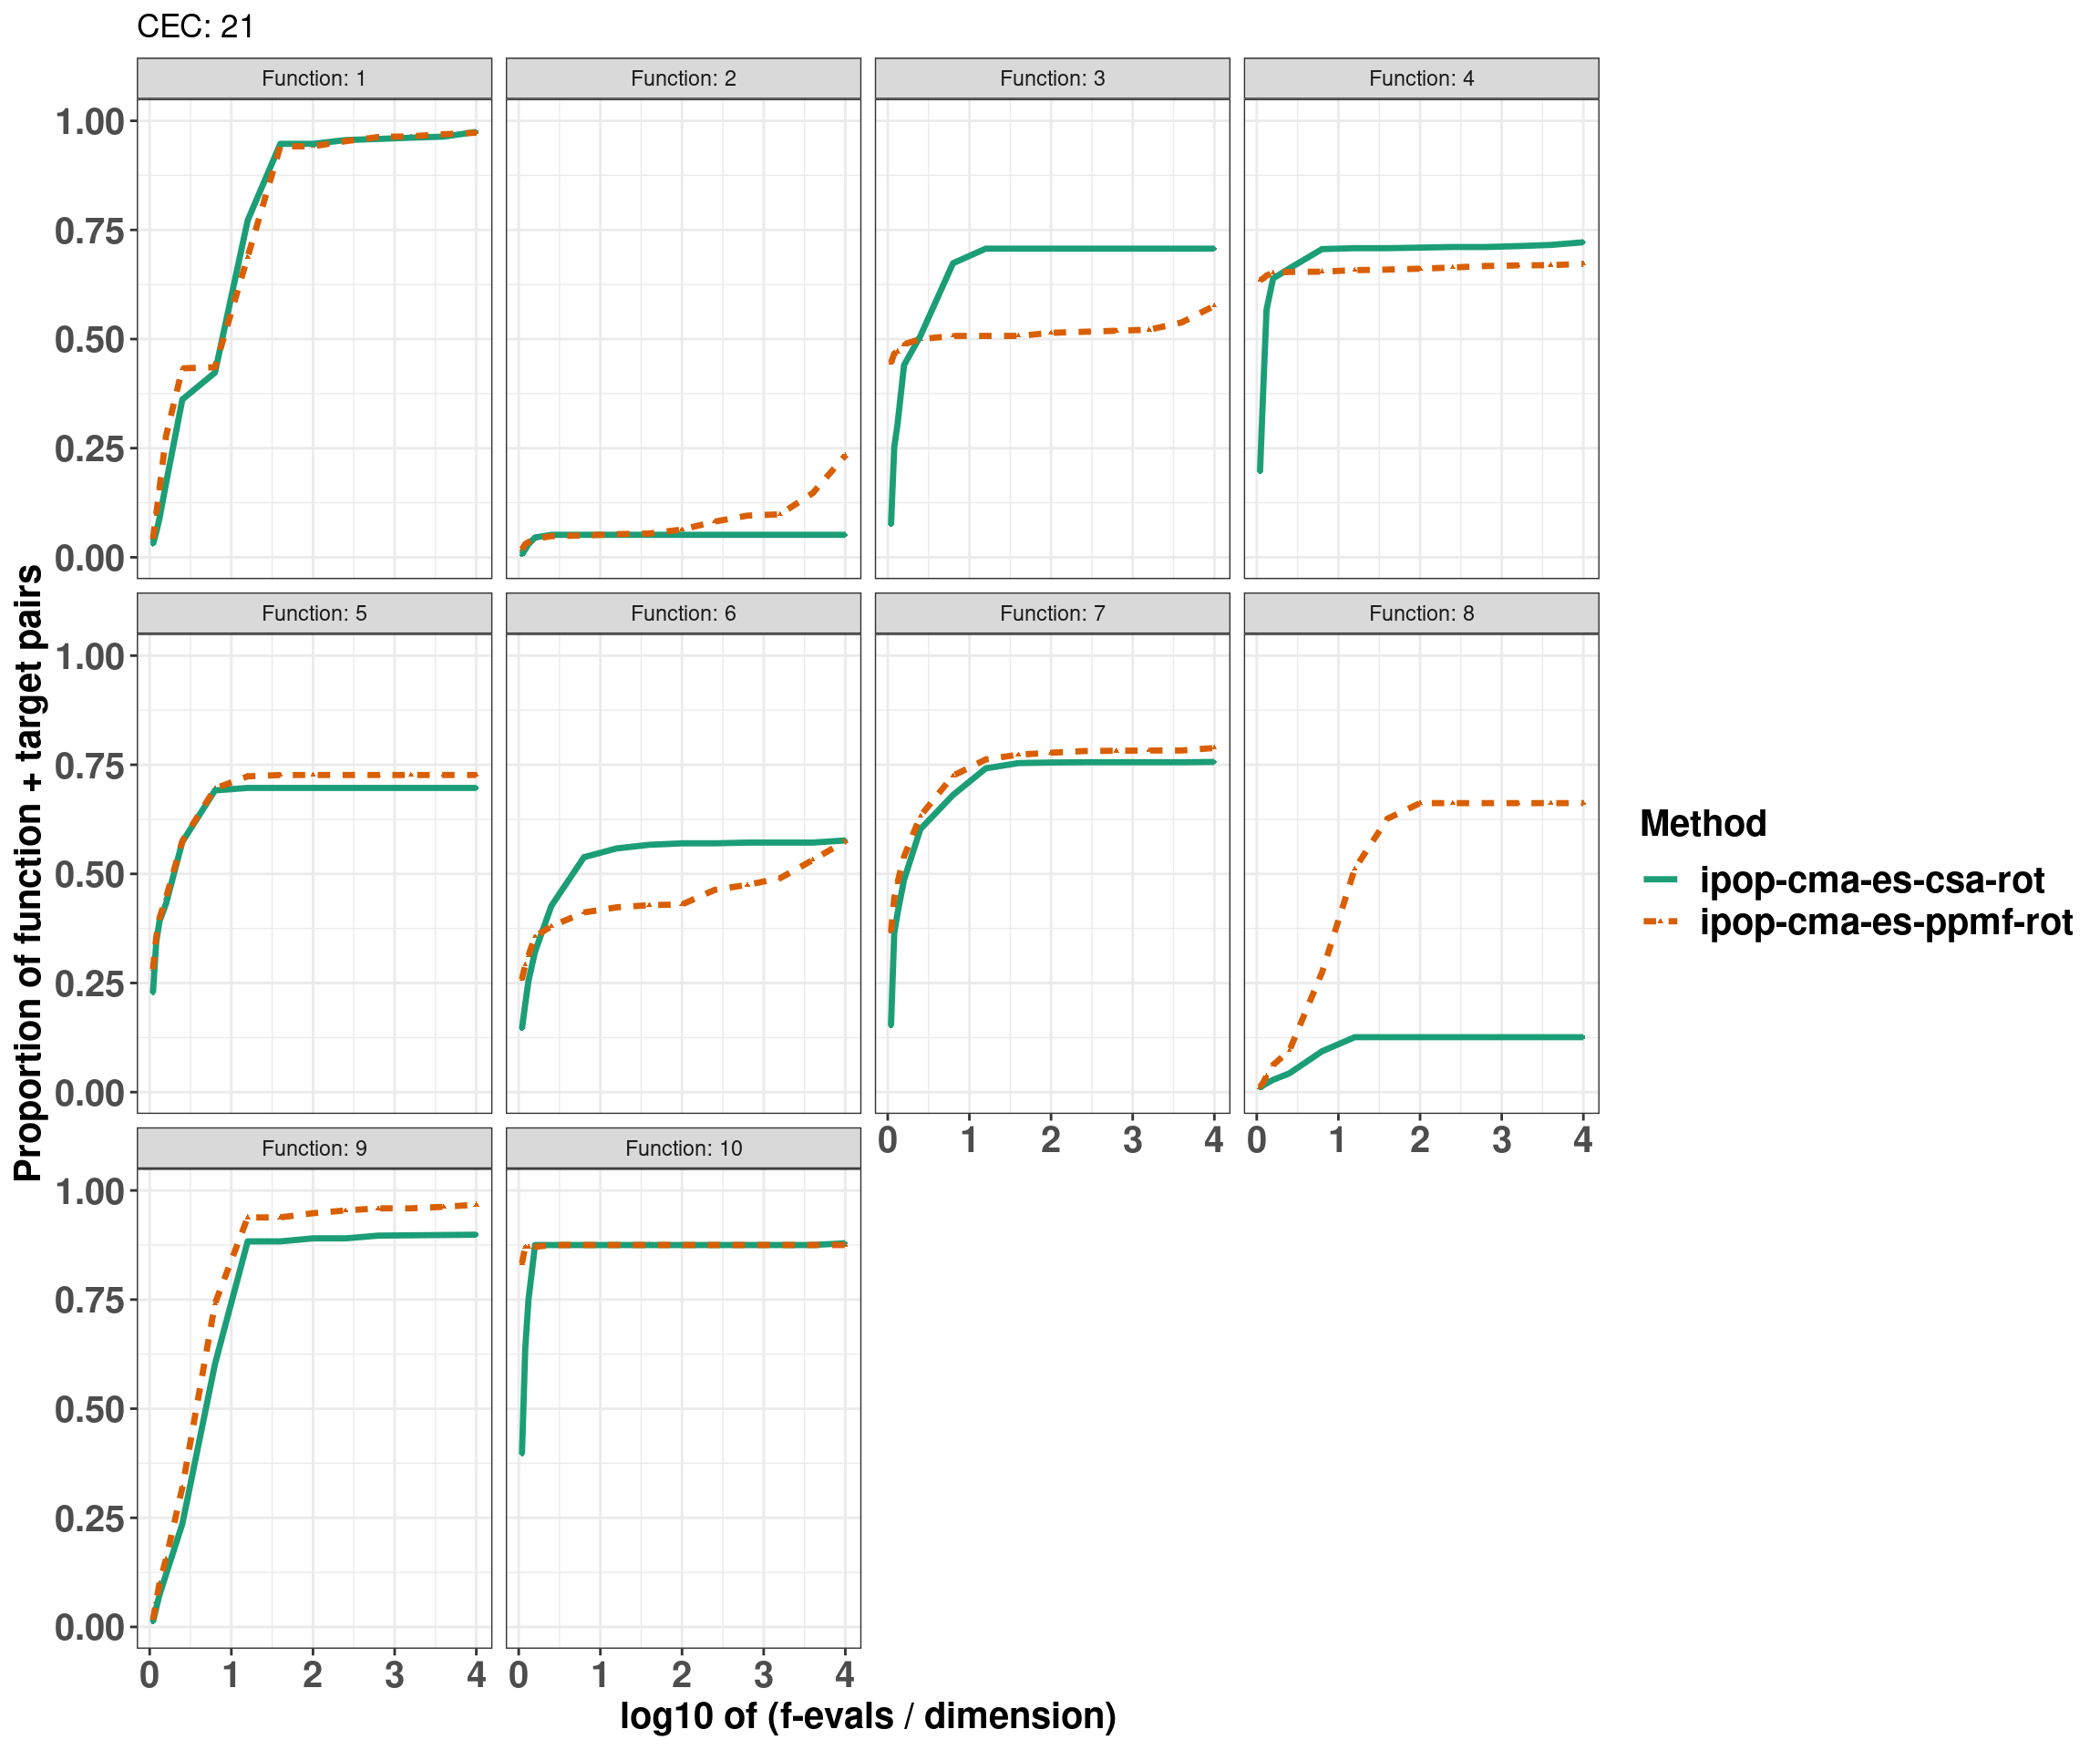 CEC: 21
Function: 1
Function: 2
Function: 3
Function: 4
1.00
0.75
0.50
0.25
0.00
Function: 5
Function: 6
Function: 7
Function: 8
1.00
0.75
0.50
0.25
0.00
0 1 2 3 4
0 1 2 3 4
Function: 9
Function: 10
1.00
0.75
0.50
0.25
0.00
0 1 2 3 4
0 1 2 3 4
log10 of (f-evals / dimension)
Proportion of function + target pairs
Method
ipop-cma-es-csa-rot
ipop-cma-es-ppmf-rot